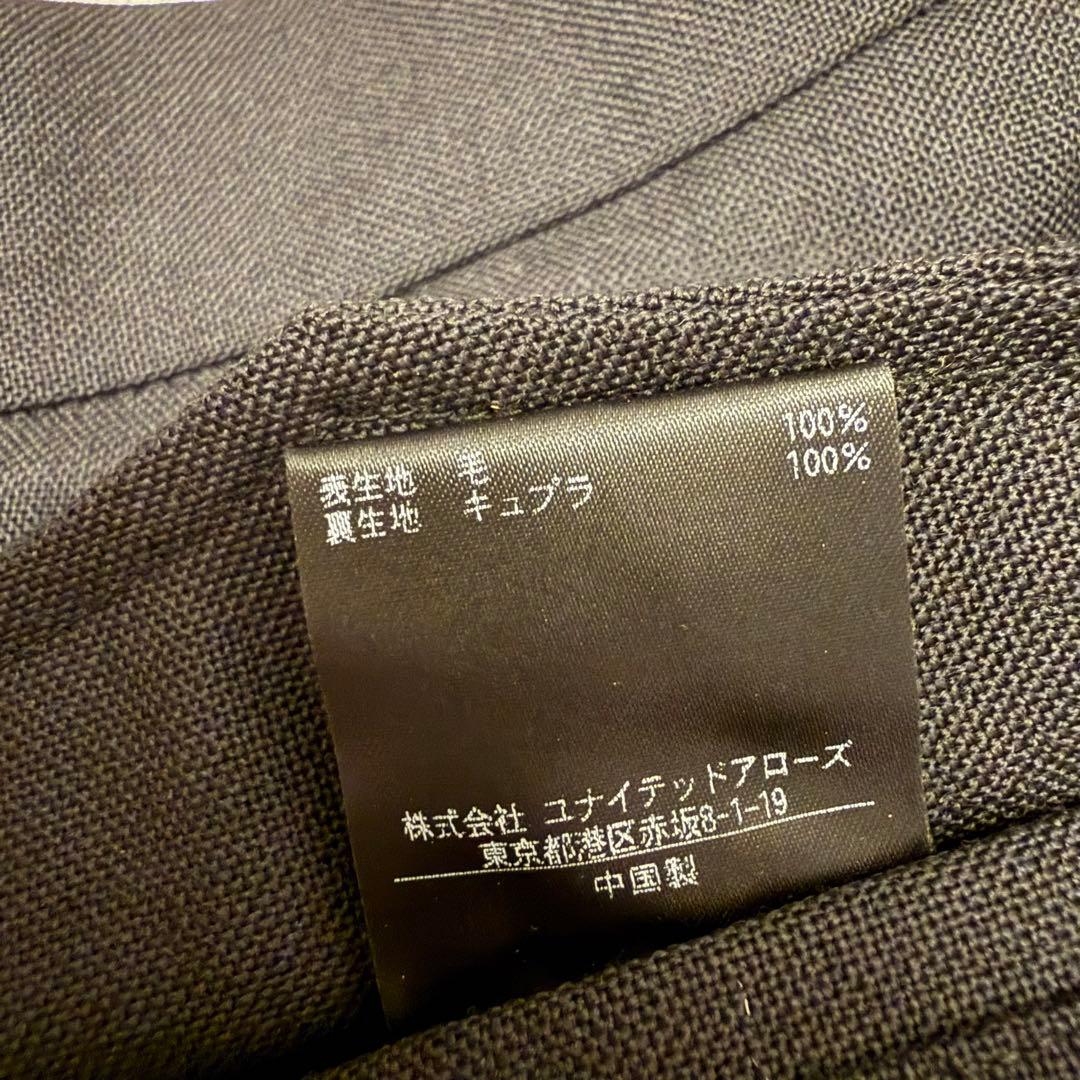 表生地 毛 100%
裏生地 キュプラ 100%
株式会社 ユナイテッドアローズ
東京都港区赤坂8-1-19
中国製